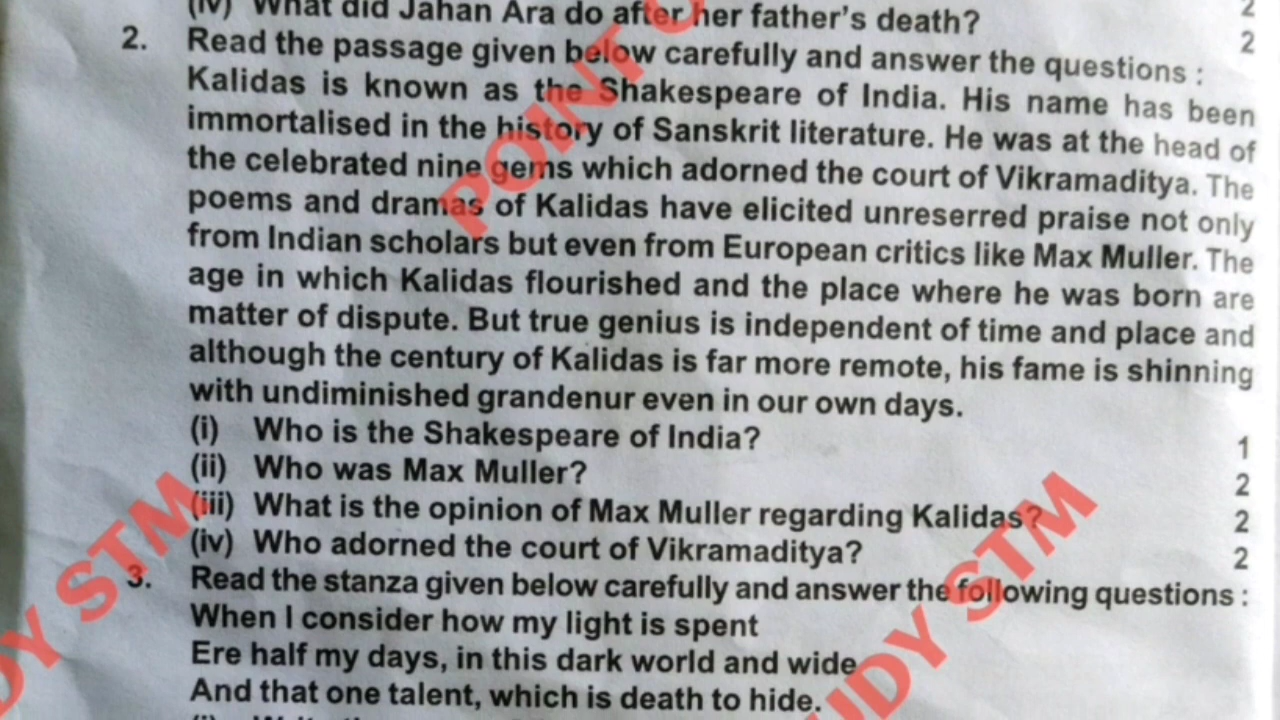 (iv) What did Jahan Ara do after her father's death? 2
2. Read the passage given below carefully and answer the questions : 2
Kalidas is known as the Shakespeare of India. His name has been
immortalised in the history of Sanskrit literature. He was at the head of
the celebrated nine gems which adorned the court of Vikramaditya. The
poems and dramas of Kalidas have elicited unreserved praise not only
from Indian scholars but even from European critics like Max Muller. The
age in which Kalidas flourished and the place where he was born are
matter of dispute. But true genius is independent of time and place and
although the century of Kalidas is far more remote, his fame is shinning
with undiminished grandenur even in our own days.
(i) Who is the Shakespeare of India? 1
(ii) Who was Max Muller? 2
(iii) What is the opinion of Max Muller regarding Kalidas? 2
(iv) Who adorned the court of Vikramaditya? 2
3. Read the stanza given below carefully and answer the following questions :
When I consider how my light is spent
Ere half my days, in this dark world and wide
And that one talent, which is death to hide.
POINT
DY STM
UDY STM